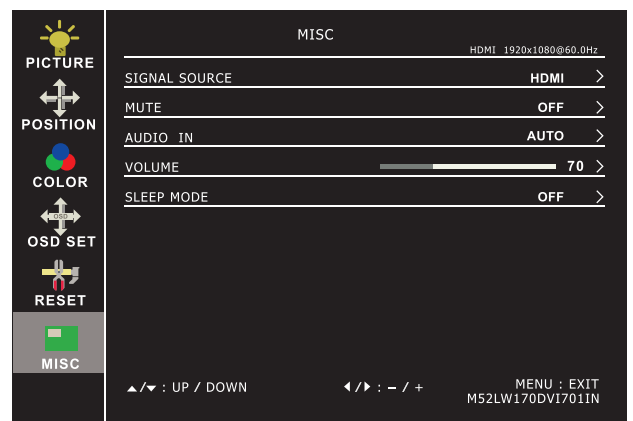 MISC
HDMI 1920x1080@60.0Hz
PICTURE
POSITION
COLOR
OSD
OSD SET
RESET
MISC
SIGNAL SOURCE HDMI >
MUTE OFF >
AUDIO IN AUTO >
VOLUME 70 >
SLEEP MODE OFF >
▲/▼ : UP / DOWN ◀/▶ : – / + MENU : EXIT
M52LW170DVI701IN